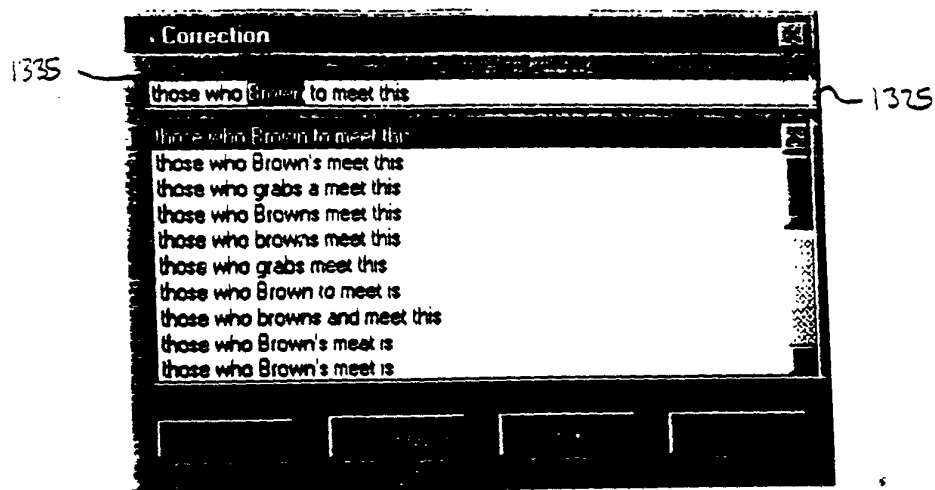 Correction
1335
those who Brown to meet this
1325
those who Brown to meet this
those who Brown's meet this
those who grabs a meet this
those who Browns meet this
those who browns meet this
those who grabs meet this
those who Brown to meet is
those who browns and meet this
those who Brown's meat is
those who Brown's meet is